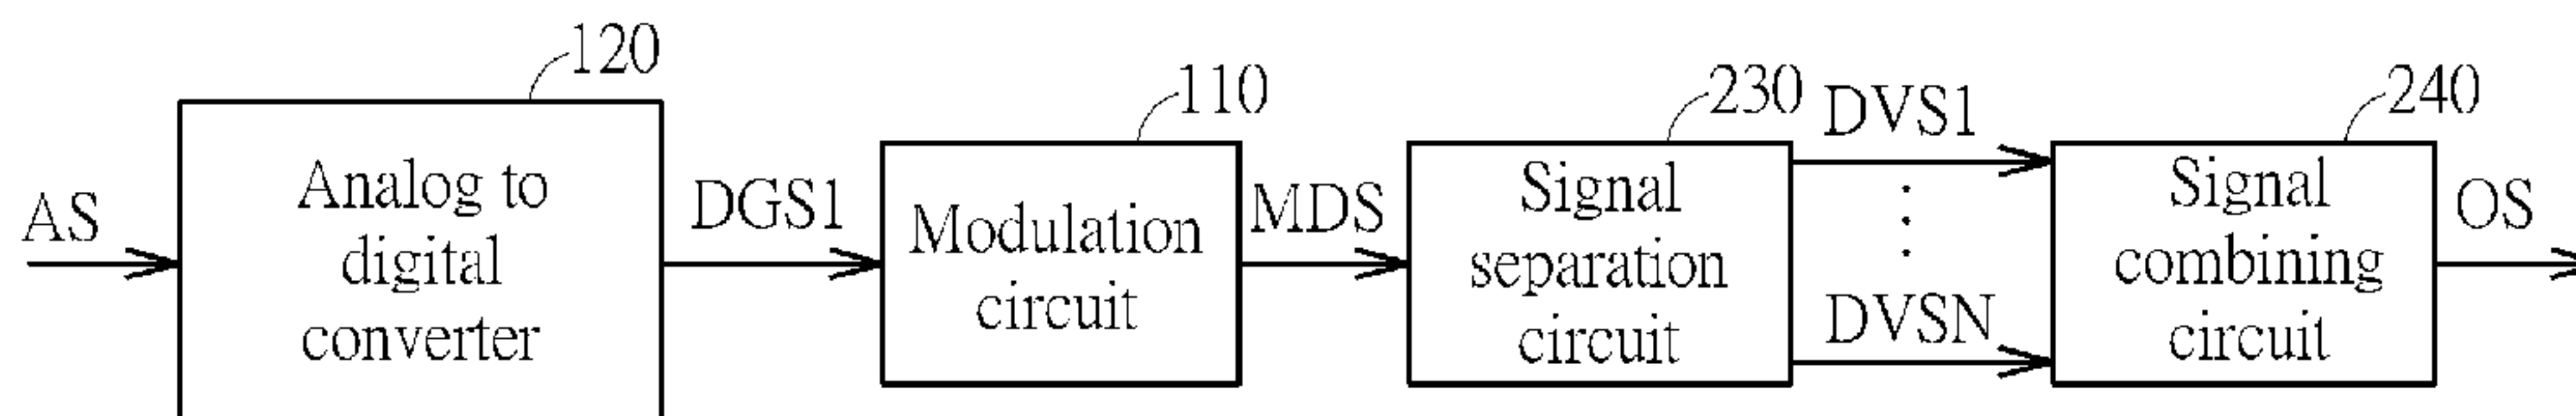 120
110
230
240
AS
Analog to
digital
converter
DGS1
Modulation
circuit
MDS
Signal
separation
circuit
DVS1
DVSN
Signal
combining
circuit
OS